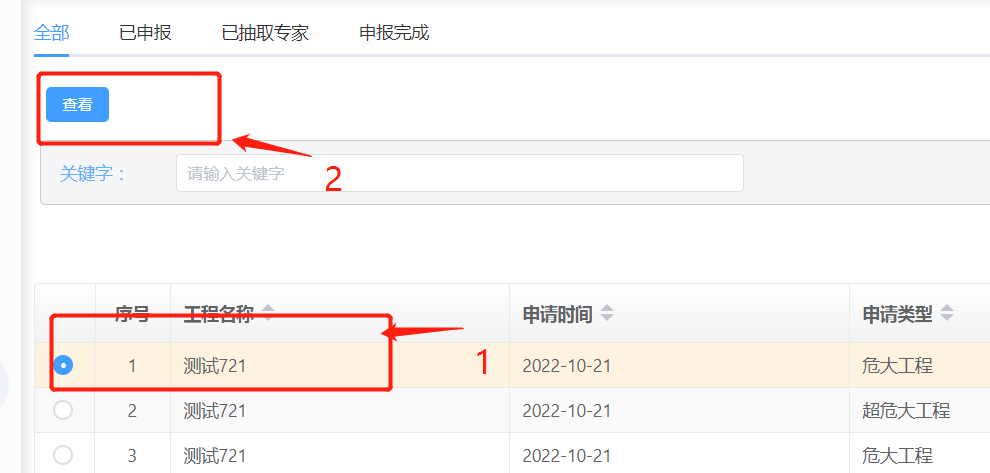 全部 已申报 已抽取专家 申报完成
查看
关键字： 请输入关键字
2
序号 工程名称 申请时间 申请类型
1 测试721 2022-10-21 危大工程
1
2 测试721 2022-10-21 超危大工程
3 测试721 2022-10-21 危大工程